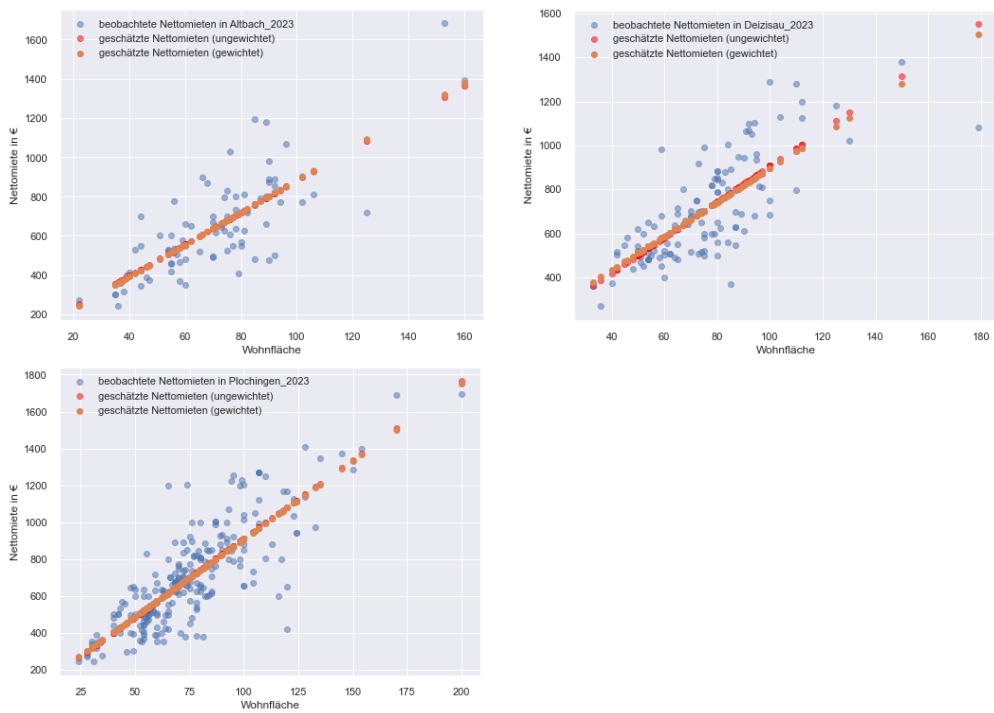 beobachtete Nettomieten in Altbach_2023
geschätzte Nettomieten (ungewichtet)
geschätzte Nettomieten (gewichtet)
1600
1400
1200
1000
800
600
400
200
Nettomiete in €
20 40 60 80 100 120 140 160
Wohnfläche
beobachtete Nettomieten in Deizisau_2023
geschätzte Nettomieten (ungewichtet)
geschätzte Nettomieten (gewichtet)
1600
1400
1200
1000
800
600
400
Nettomiete in €
40 60 80 100 120 140 160 180
Wohnfläche
beobachtete Nettomieten in Plochingen_2023
geschätzte Nettomieten (ungewichtet)
geschätzte Nettomieten (gewichtet)
1800
1600
1400
1200
1000
800
600
400
200
Nettomiete in €
25 50 75 100 125 150 175 200
Wohnfläche